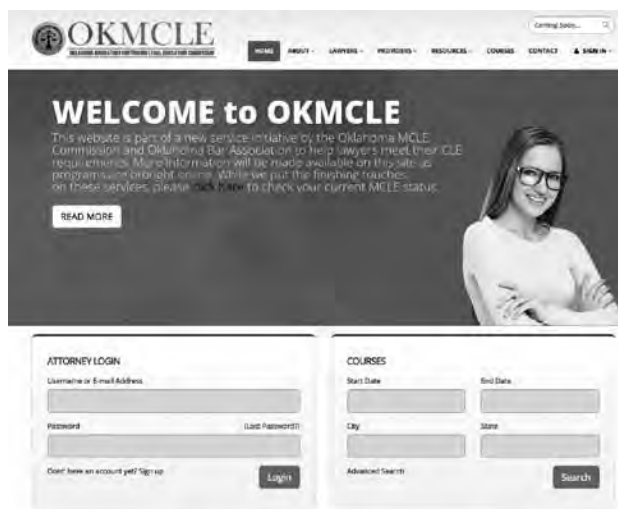 OKMCLE
Coming Soon...
HOME ABOUT LAWYERS PROVIDERS RESOURCES COURSES CONTACT SIGN IN
WELCOME to OKMCLE
This website is part of a new service initiative by the Oklahoma MCLE
Commission and Oklahoma Bar Association to help lawyers meet their CLE
requirements. More information will be made available on this site as
programs are brought online. While we put the finishing touches
on these services, please click here to check your current MCLE status.
READ MORE
ATTORNEY LOGIN
Username or E-mail Address
Password (Lost Password?)
Don't have an account yet? Sign up
Login
COURSES
Start Date End Date
City State
Advanced Search
Search